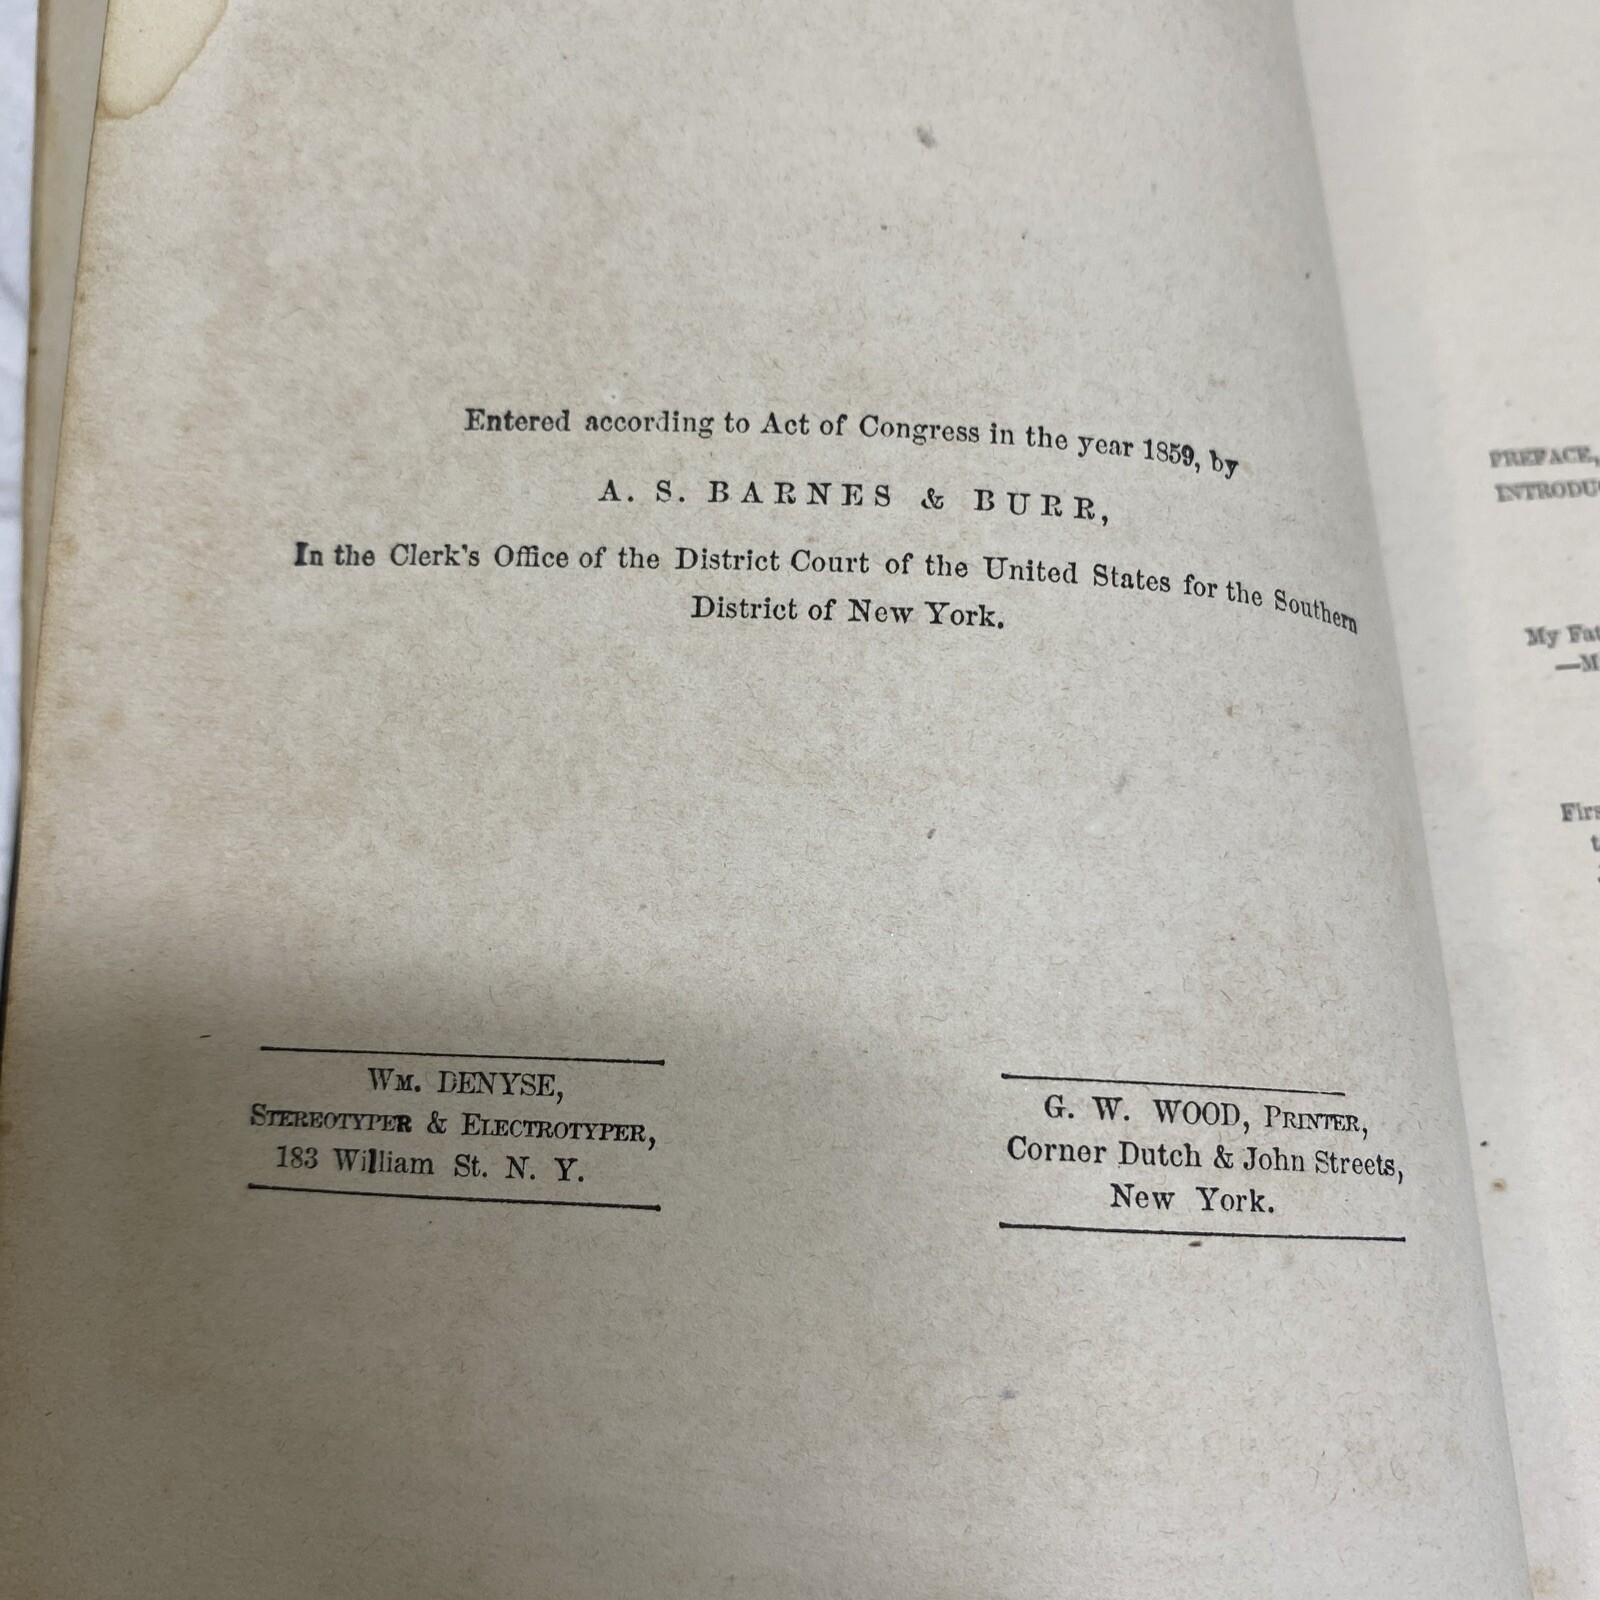 Entered according to Act of Congress in the year 1859, by
A. S. BARNES & BURR,
In the Clerk's Office of the District Court of the United States for the Southern
District of New York.
WM. DENYSE,
STEREOTYPER & ELECTROTYPER,
183 William St. N. Y.
G. W. WOOD, PRINTER,
Corner Dutch & John Streets,
New York.
PREFACE,
My